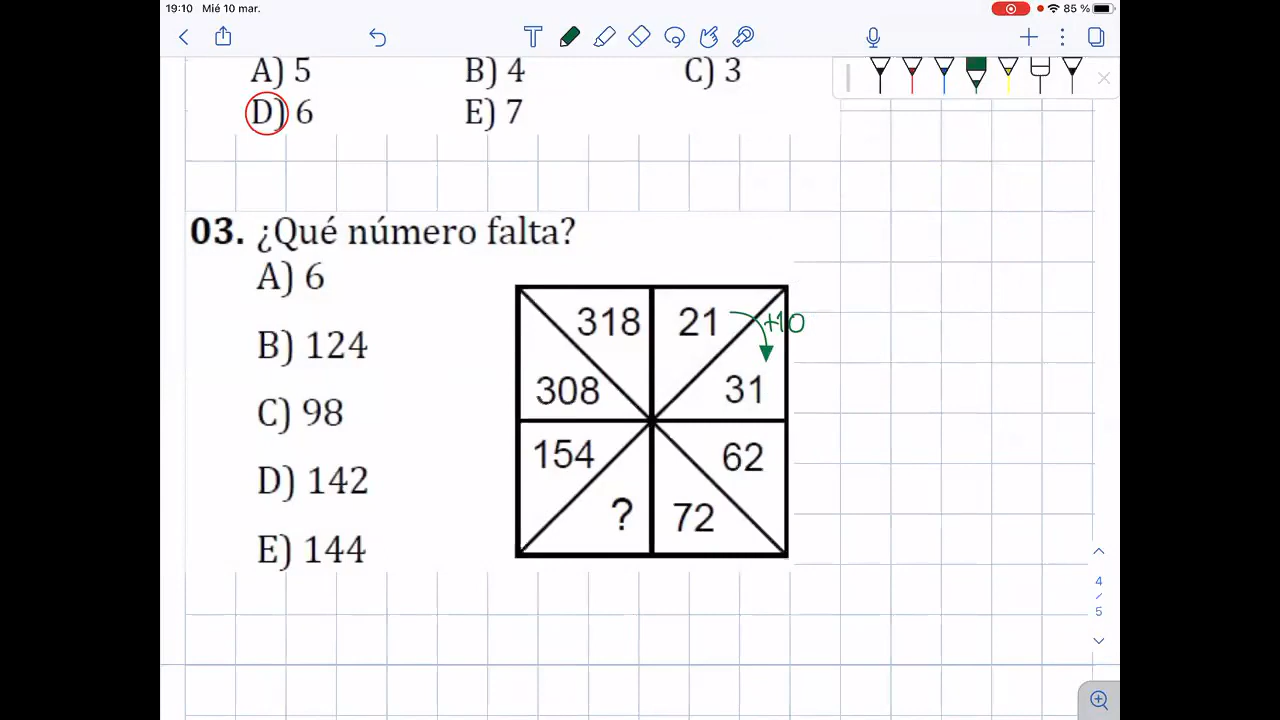 19:10 Mié 10 mar.
85 %
A) 5 B) 4 C) 3
D) 6 E) 7
03. ¿Qué número falta?
A) 6
B) 124
C) 98
D) 142
E) 144
318 21 +10
308 31
154 62
? 72
4
/
5